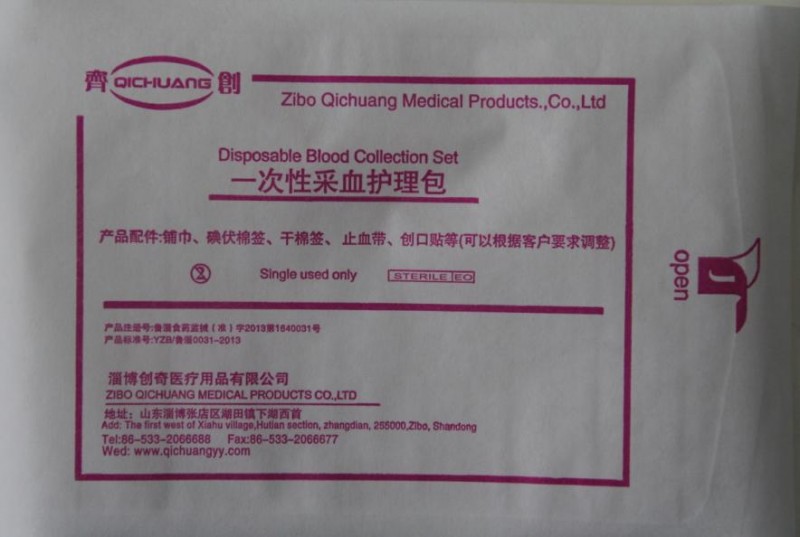 齊 QICHUANG 創
Zibo Qichuang Medical Products.,Co.,Ltd
Disposable Blood Collection Set
一次性采血护理包
产品配件:铺巾、碘伏棉签、干棉签、止血带、创口贴等(可以根据客户要求调整)
2 Single used only STERILE EO
open
产品注册号:鲁淄食药监械(准)字2013第1640031号
产品标准号:YZB/鲁淄0031-2013
淄博创奇医疗用品有限公司
ZIBO QICHUANG MEDICAL PRODUCTS CO.,LTD
地址：山东淄博张店区湖田镇下湖西首
Add: The first west of Xiahu village,Hutian section, zhangdian, 255000,Zibo, Shandong
Tel:86-533-2066688 Fax:86-533-2066677
Wed: www.qichuangyy.com